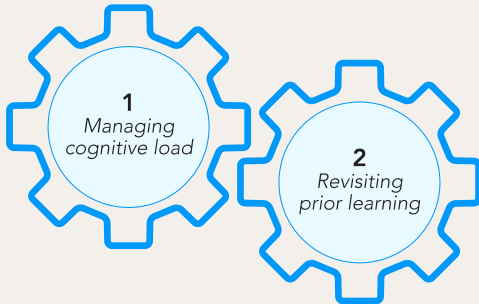 1
Managing
cognitive load
2
Revisiting
prior learning